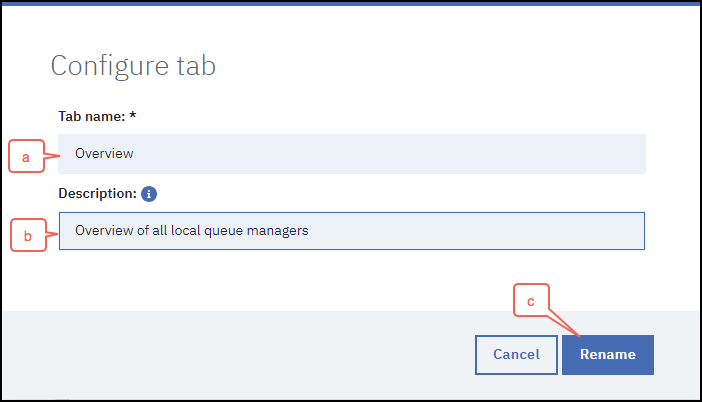 Configure tab
Tab name: *
a
Overview
Description: i
b
Overview of all local queue managers
c
Cancel
Rename